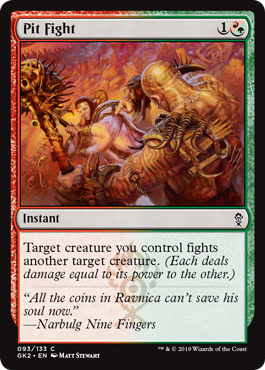 Pit Fight 1
Instant
Target creature you control fights
another target creature. (Each deals
damage equal to its power to the other.)
“All the coins in Ravnica can’t save his
soul now.”
—Narbulg Nine Fingers
093/133 C
GK2 • EN Matt Stewart
™ & © 2019 Wizards of the Coast